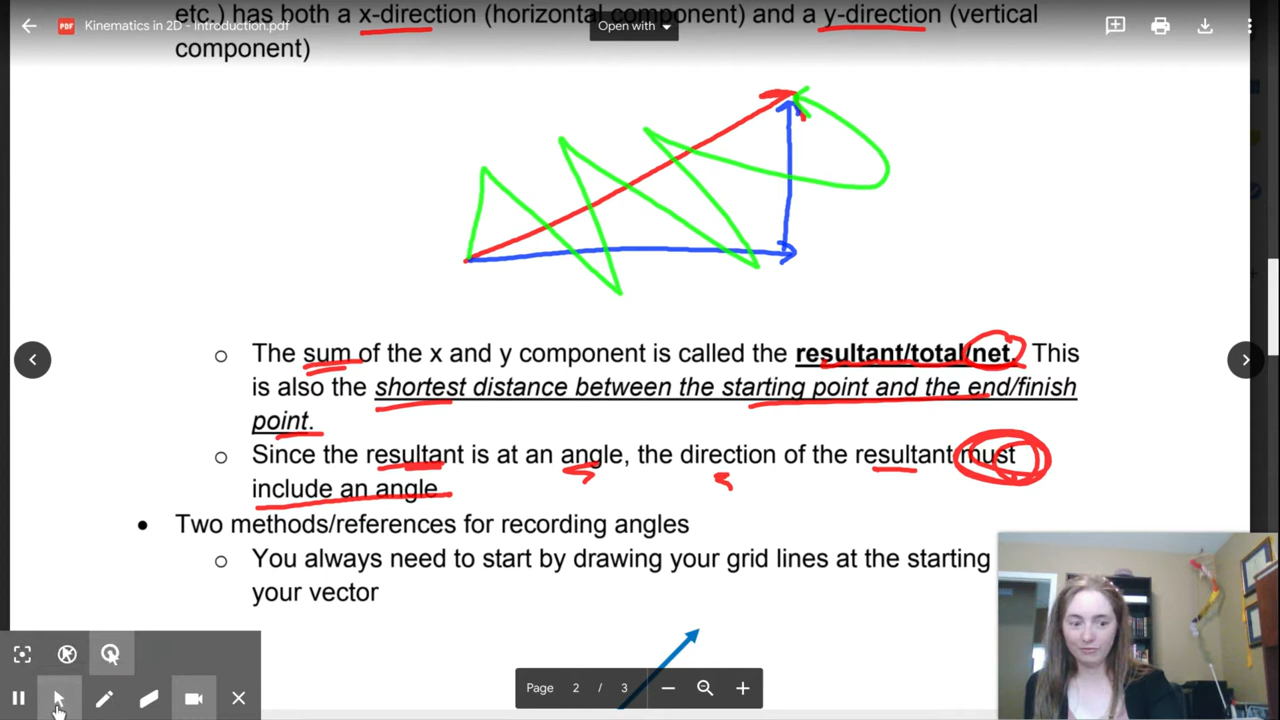 etc.) has both a x-direction (horizontal component) and a y-direction (vertical
Kinematics in 2D - Introduction.pdf
Open with
component)
o The sum of the x and y component is called the resultant/total/net. This
is also the shortest distance between the starting point and the end/finish
point.
o Since the resultant is at an angle, the direction of the resultant must
include an angle
• Two methods/references for recording angles
o You always need to start by drawing your grid lines at the starting
your vector
Page 2 / 3